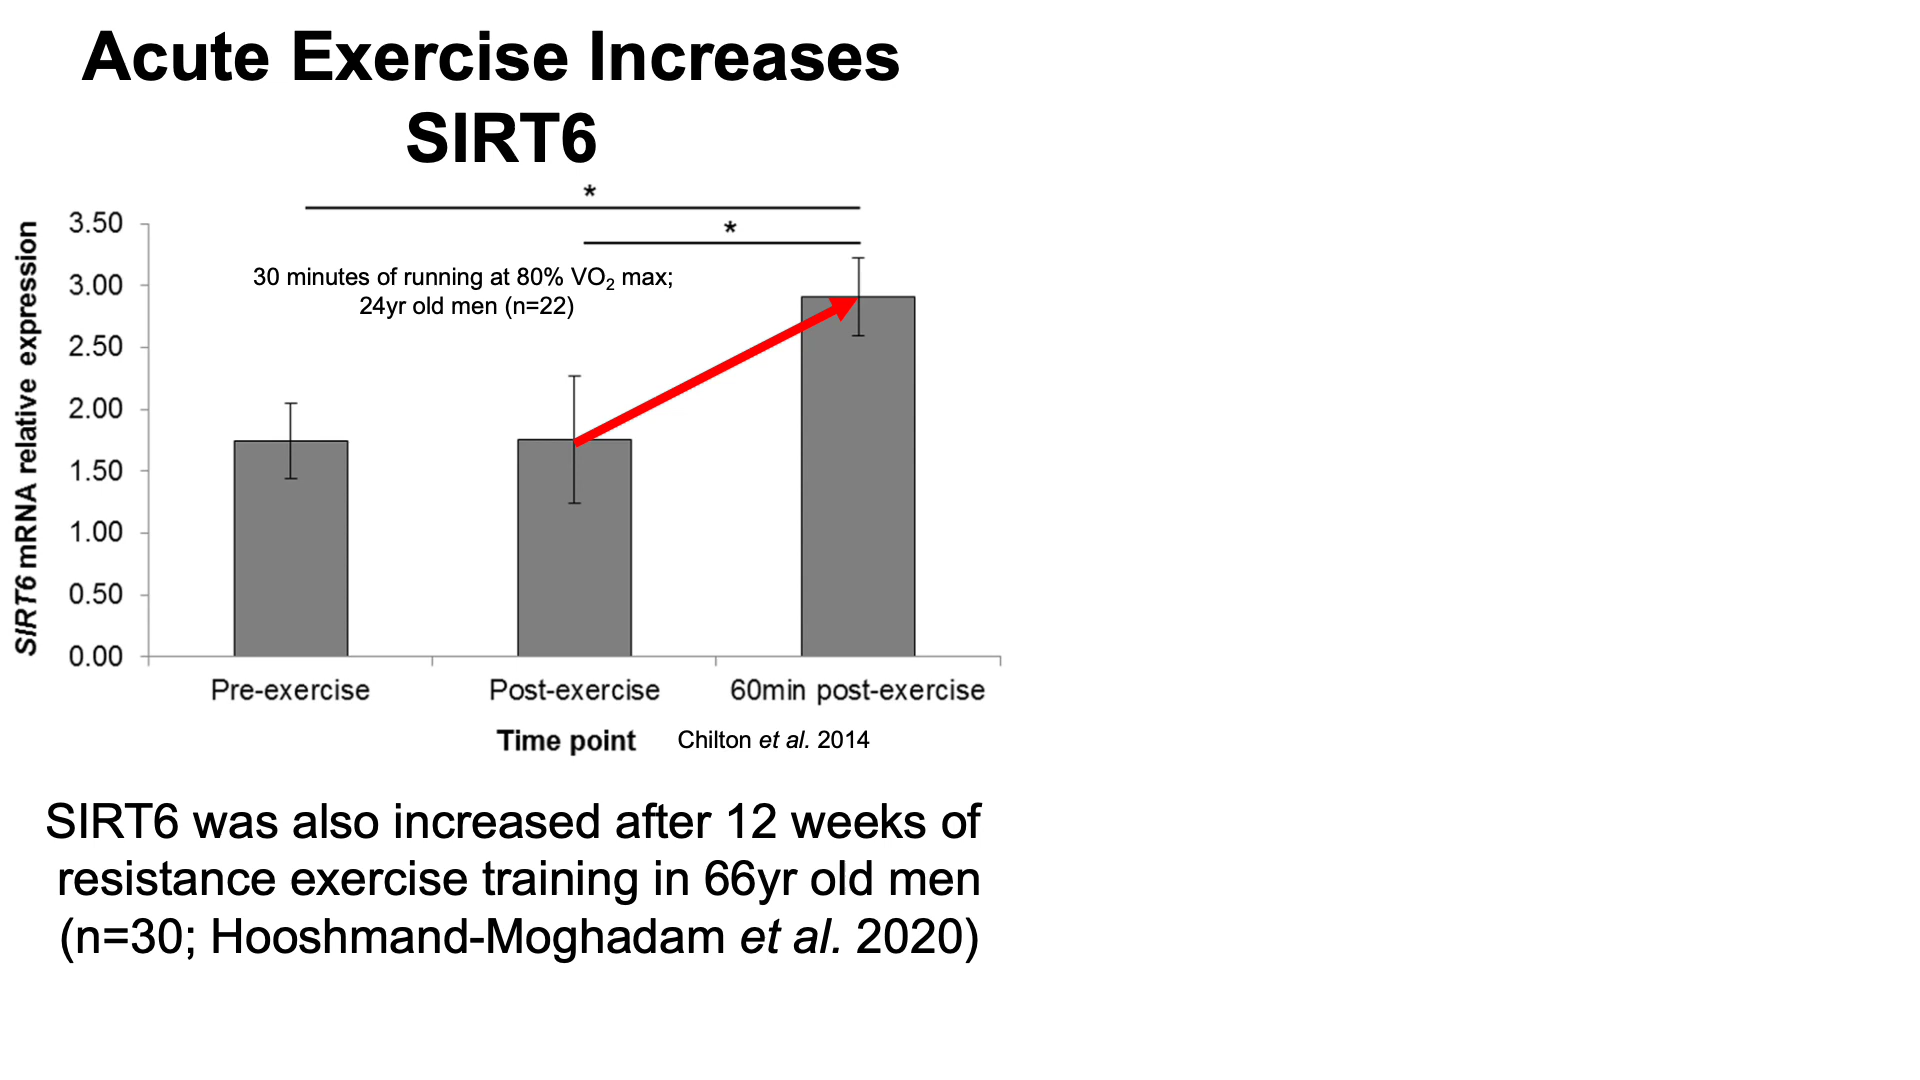 Acute Exercise Increases
SIRT6
*
*
30 minutes of running at 80% VO₂ max;
24yr old men (n=22)
SIRT6 mRNA relative expression
3.50
3.00
2.50
2.00
1.50
1.00
0.50
0.00
Pre-exercise Post-exercise 60min post-exercise
Time point Chilton et al. 2014
SIRT6 was also increased after 12 weeks of
resistance exercise training in 66yr old men
(n=30; Hooshmand-Moghadam et al. 2020)